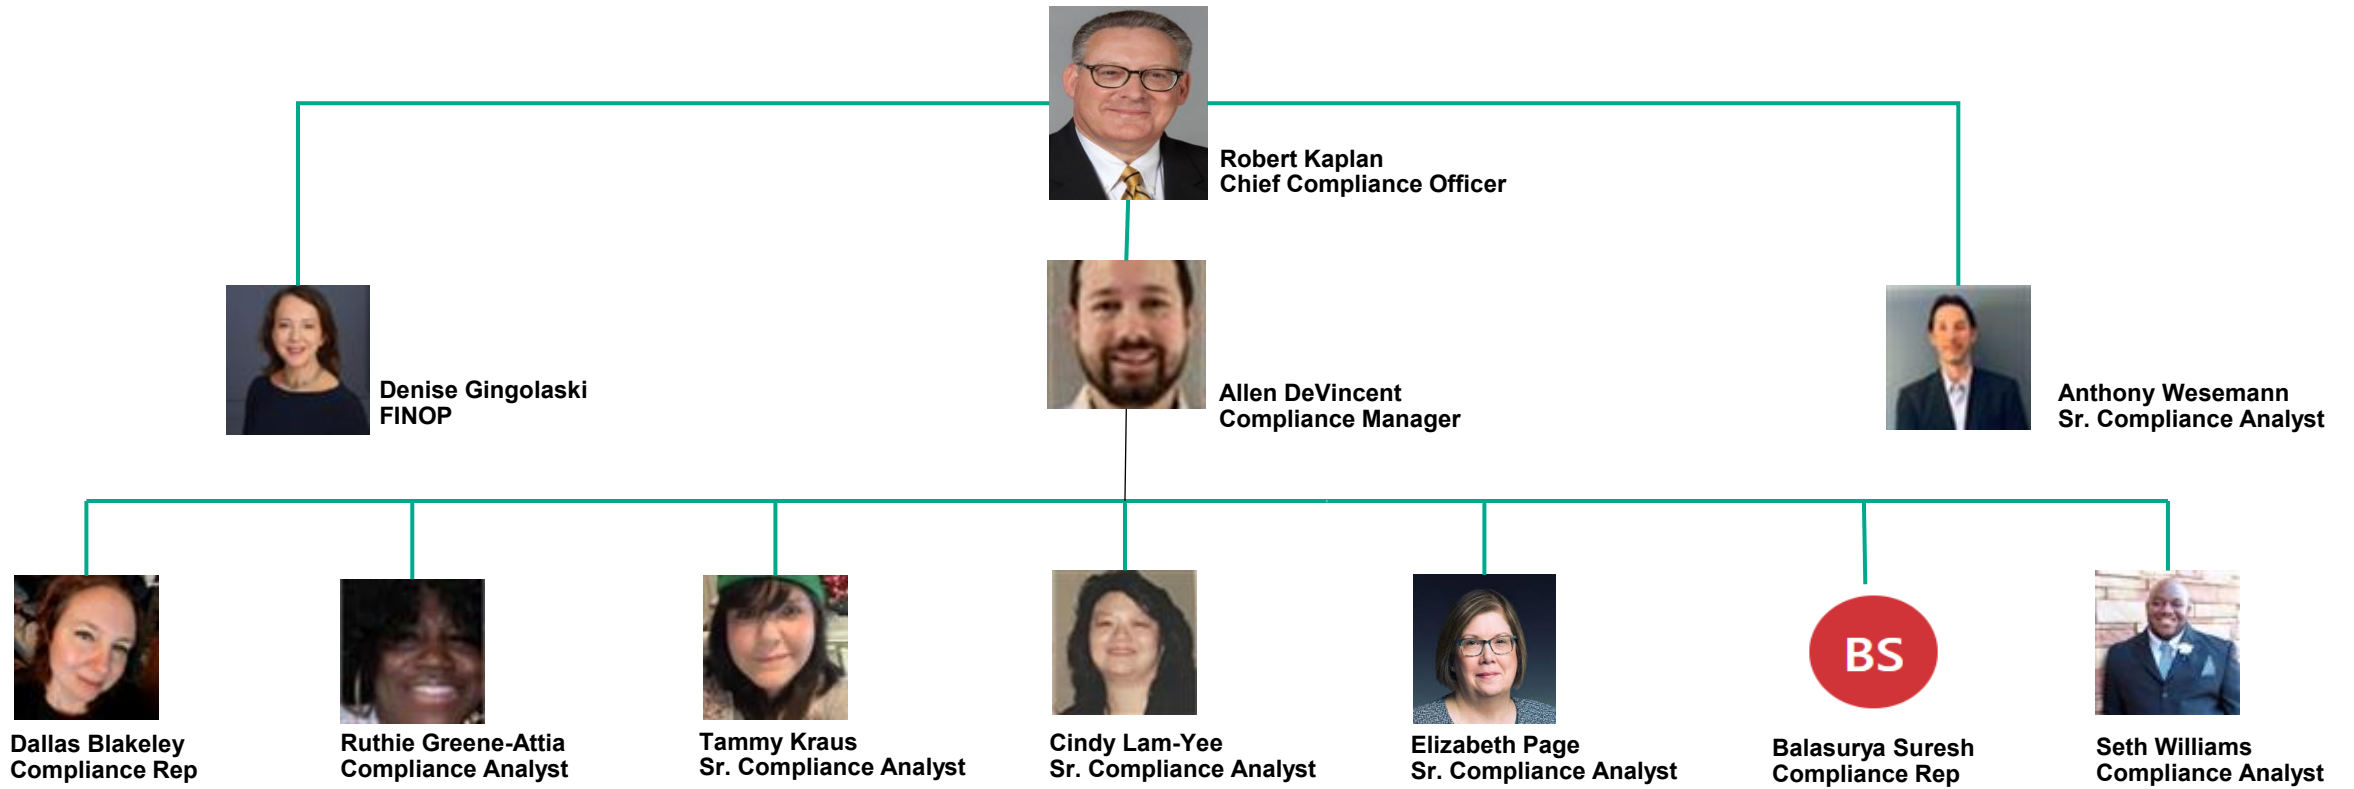 Robert Kaplan
Chief Compliance Officer
Denise Gingolaski
FINOP
Allen DeVincent
Compliance Manager
Anthony Wesemann
Sr. Compliance Analyst
Dallas Blakeley
Compliance Rep
Ruthie Greene-Attia
Compliance Analyst
Tammy Kraus
Sr. Compliance Analyst
Cindy Lam-Yee
Sr. Compliance Analyst
Elizabeth Page
Sr. Compliance Analyst
BS
Balasurya Suresh
Compliance Rep
Seth Williams
Compliance Analyst